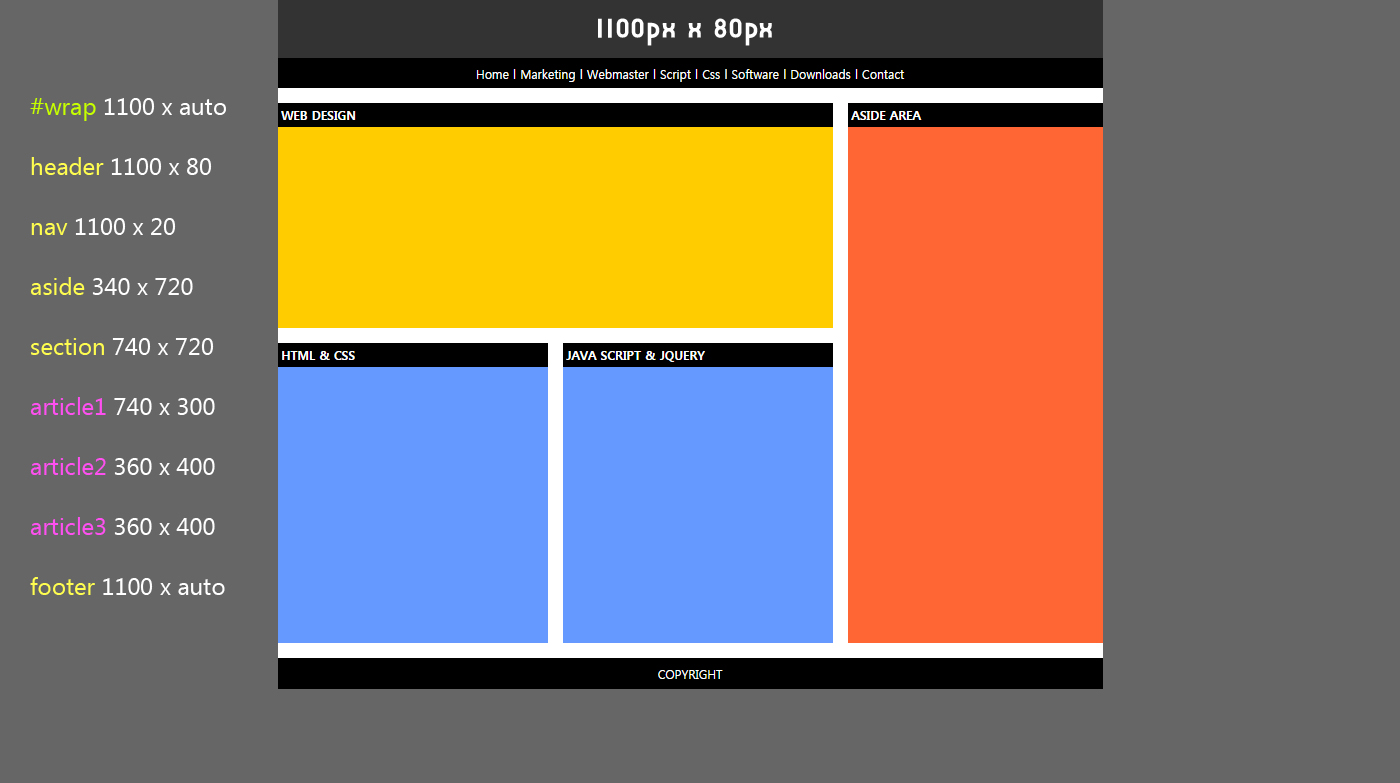 1100px x 80px
Home | Marketing | Webmaster | Script | Css | Software | Downloads | Contact
#wrap 1100 x auto
header 1100 x 80
nav 1100 x 20
aside 340 x 720
section 740 x 720
article1 740 x 300
article2 360 x 400
article3 360 x 400
footer 1100 x auto
WEB DESIGN
ASIDE AREA
HTML & CSS
JAVA SCRIPT & JQUERY
COPYRIGHT